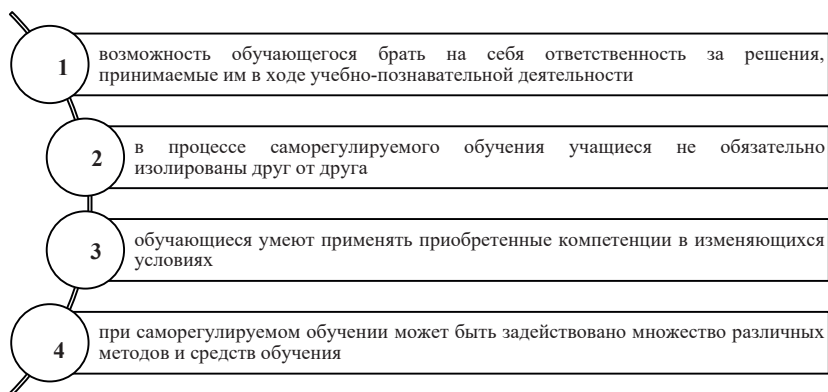 1
возможность обучающегося брать на себя ответственность за решения,
принимаемые им в ходе учебно-познавательной деятельности
2
в процессе саморегулируемого обучения учащиеся не обязательно
изолированы друг от друга
3
обучающиеся умеют применять приобретенные компетенции в изменяющихся
условиях
4
при саморегулируемом обучении может быть задействовано множество различных
методов и средств обучения